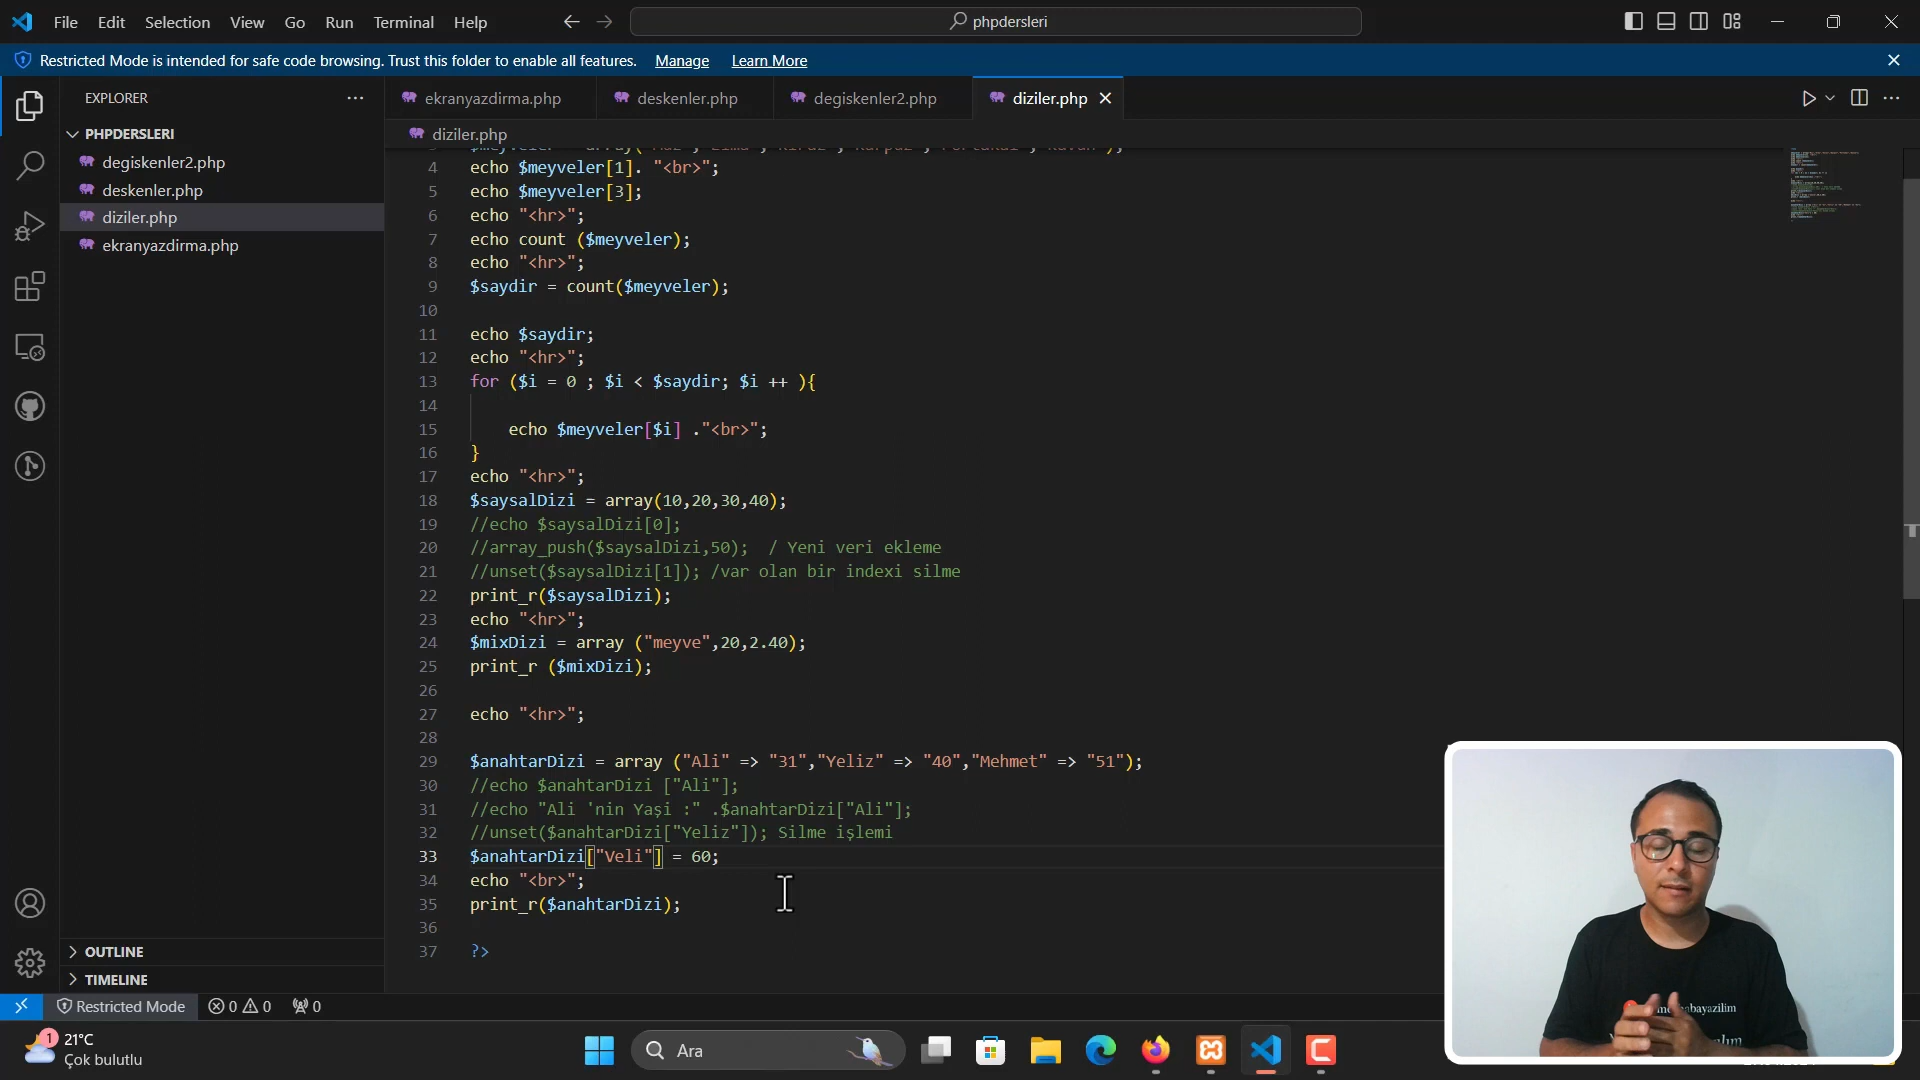 File Edit Selection View Go Run Terminal Help
phpdersleri
Restricted Mode is intended for safe code browsing. Trust this folder to enable all features. Manage Learn More
EXPLORER
PHPDERSLERI
degiskenler2.php
deskenler.php
diziler.php
ekranyazdirma.php
OUTLINE
TIMELINE
ekranyazdirma.php deskenler.php degiskenler2.php diziler.php
diziler.php
4 echo $meyveler[1]. "<br>";
5 echo $meyveler[3];
6 echo "<hr>";
7 echo count ($meyveler);
8 echo "<hr>";
9 $saydir = count($meyveler);
10
11 echo $saydir;
12 echo "<hr>";
13 for ($i = 0 ; $i < $saydir; $i ++ ){
14
15 echo $meyveler[$i] ."<br>";
16 }
17 echo "<hr>";
18 $saysalDizi = array(10,20,30,40);
19 //echo $saysalDizi[0];
20 //array_push($saysalDizi,50); / Yeni veri ekleme
21 //unset($saysalDizi[1]); /var olan bir indexi silme
22 print_r($saysalDizi);
23 echo "<hr>";
24 $mixDizi = array ("meyve",20,2.40);
25 print_r ($mixDizi);
26
27 echo "<hr>";
28
29 $anahtarDizi = array ("Ali" => "31","Yeliz" => "40","Mehmet" => "51");
30 //echo $anahtarDizi ["Ali"];
31 //echo "Ali 'nin Yaşi :" .$anahtarDizi["Ali"];
32 //unset($anahtarDizi["Yeliz"]); Silme işlemi
33 $anahtarDizi["Veli"] = 60;
34 echo "<br>";
35 print_r($anahtarDizi);
36
37 ?>
Restricted Mode 0 0 0
1
21°C
Çok bulutlu
Ara